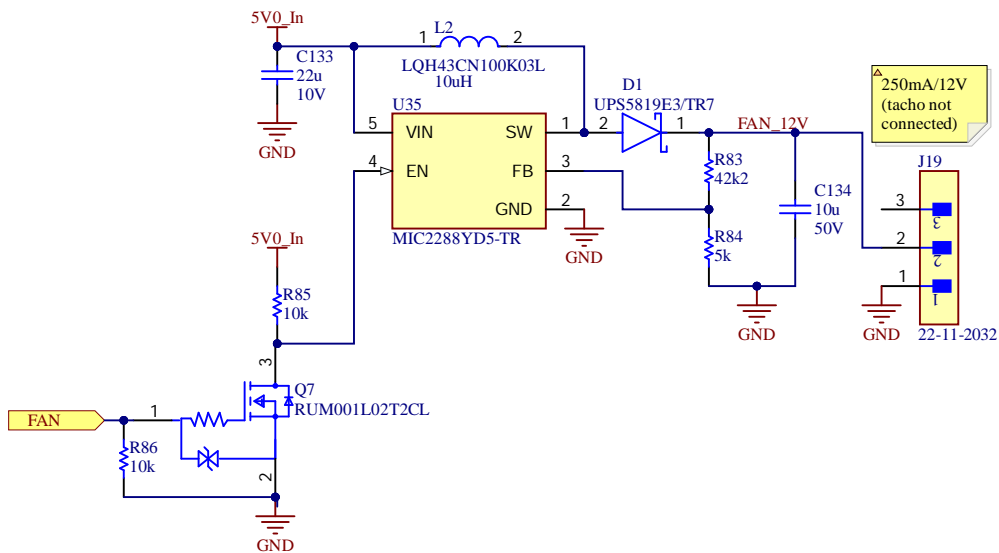 5V0_In
C133
22u
10V
GND
1
L2
2
LQH43CN100K03L
10uH
U35
5
VIN
SW
1
4
EN
FB
3
GND
2
MIC2288YD5-TR
GND
D1
UPS5819E3/TR7
2
1
FAN_12V
R83
42k2
R84
5k
C134
10u
50V
GND
250mA/12V
(tacho not
connected)
J19
3
3
2
2
1
1
22-11-2032
GND
5V0_In
R85
10k
3
Q7
RUM001L02T2CL
FAN
1
R86
10k
2
GND